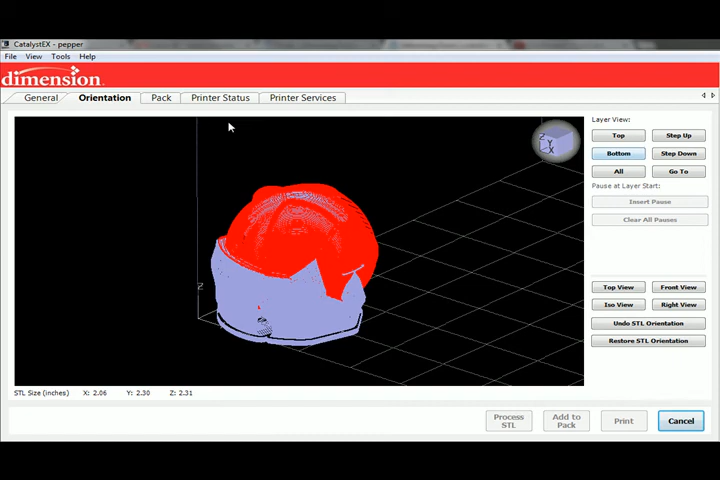 CatalystEX - pepper
File View Tools Help
dimension
General Orientation Pack Printer Status Printer Services
Layer View:
Top Step Up
Bottom Step Down
All Go To
Pause at Layer Start:
Insert Pause
Clear All Pauses
Z
Y
X
Z
Top View Front View
Iso View Right View
Undo STL Orientation
Restore STL Orientation
STL Size (inches) X: 2.06 Y: 2.30 Z: 2.31
Process STL Add to Pack Print Cancel